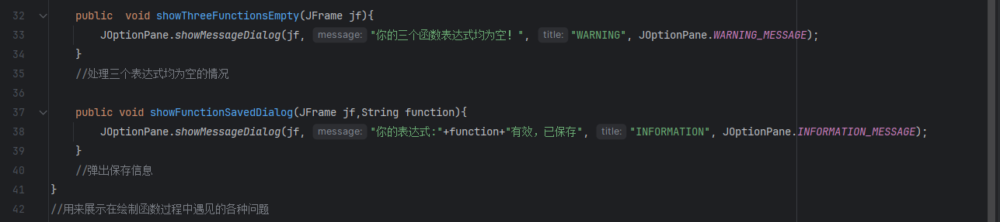 32 public  void showThreeFunctionsEmpty(JFrame jf){
33 JOptionPane.showMessageDialog(jf, message: "你的三个函数表达式均为空！", title: "WARNING", JOptionPane.WARNING_MESSAGE);
34 }
35 //处理三个表达式均为空的情况
36
37 public void showFunctionSavedDialog(JFrame jf,String function){
38 JOptionPane.showMessageDialog(jf, message: "你的表达式:"+function+"有效，已保存", title: "INFORMATION", JOptionPane.INFORMATION_MESSAGE);
39 }
40 //弹出保存信息
41 }
42 //用来展示在绘制函数过程中遇见的各种问题